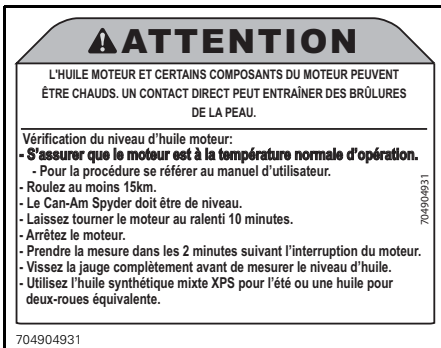 ATTENTION
L'HUILE MOTEUR ET CERTAINS COMPOSANTS DU MOTEUR PEUVENT
ÊTRE CHAUDS. UN CONTACT DIRECT PEUT ENTRAÎNER DES BRÛLURES
DE LA PEAU.
Vérification du niveau d'huile moteur:
- S'assurer que le moteur est à la température normale d'opération.
- Pour la procédure se référer au manuel d'utilisateur.
- Roulez au moins 15km.
- Le Can-Am Spyder doit être de niveau.
- Laissez tourner le moteur au ralenti 10 minutes.
- Arrêtez le moteur.
- Prendre la mesure dans les 2 minutes suivant l'interruption du moteur.
- Vissez la jauge complètement avant de mesurer le niveau d'huile.
- Utilisez l'huile synthétique mixte XPS pour l'été ou une huile pour
deux-roues équivalente.
704904931
704904931